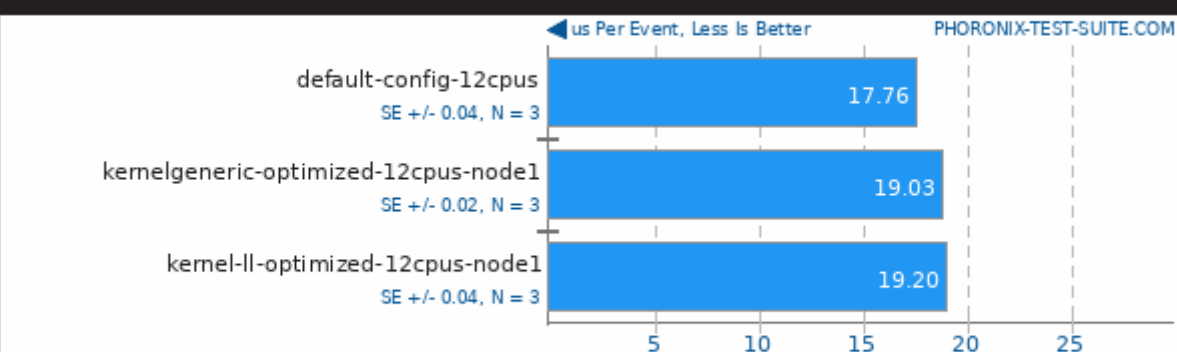 us Per Event, Less Is Better PHORONIX-TEST-SUITE.COM
default-config-12cpus
17.76
SE +/- 0.04, N = 3
kernelgeneric-optimized-12cpus-node1
19.03
SE +/- 0.02, N = 3
kernel-ll-optimized-12cpus-node1
19.20
SE +/- 0.04, N = 3
5 10 15 20 25